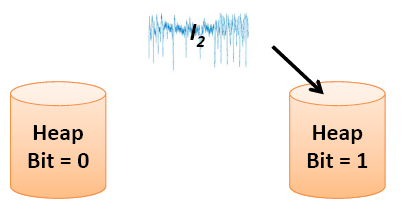 I2
Heap
Bit = 0
Heap
Bit = 1